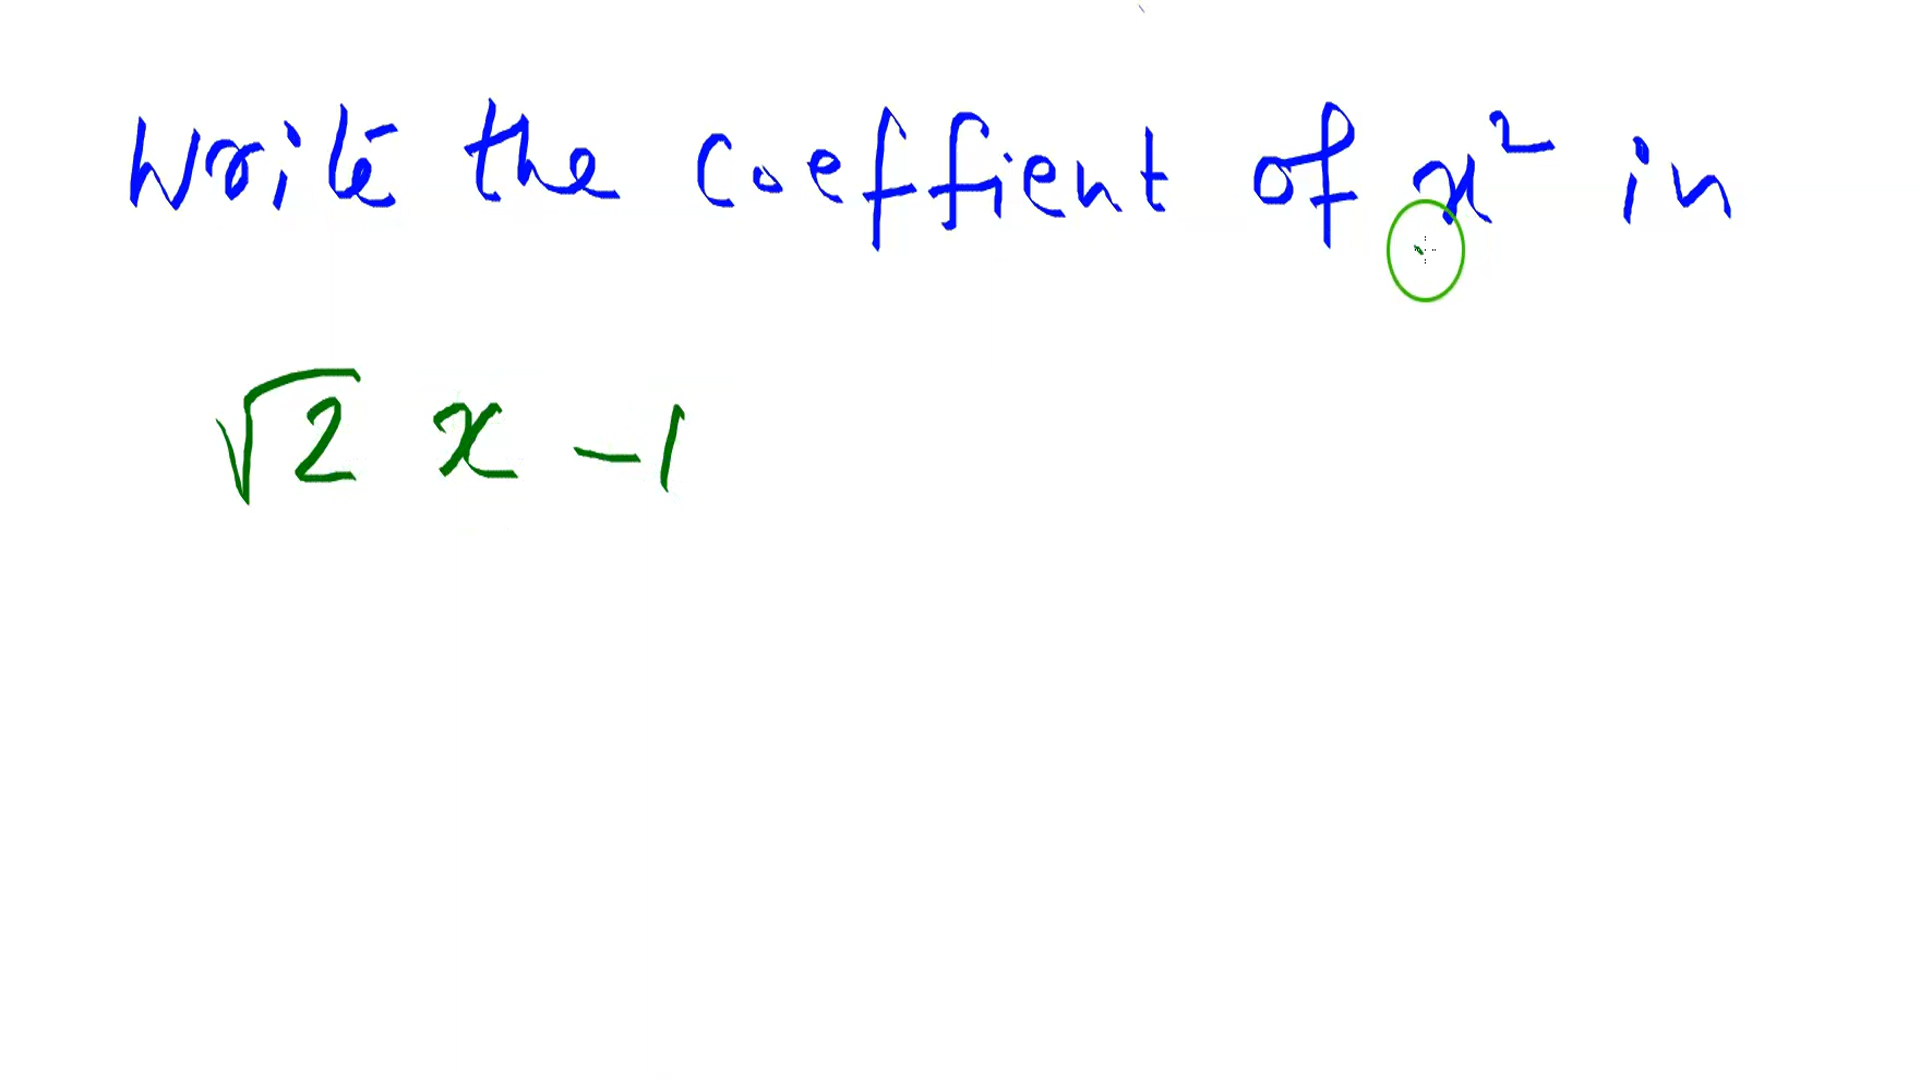 Write the coeffient of x² in
√2 x - 1